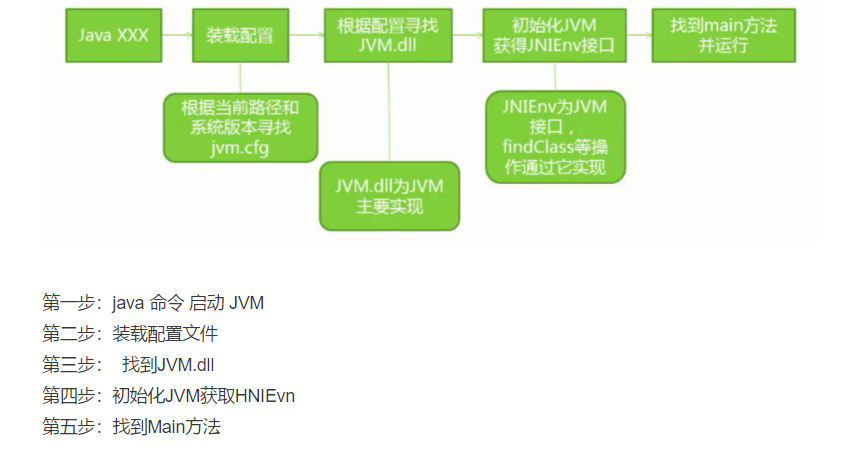 Java XXX
装载配置
根据配置寻找
JVM.dll
初始化JVM
获得JNIEnv接口
找到main方法
并运行
根据当前路径和
系统版本寻找
jvm.cfg
JVM.dll为JVM
主要实现
JNIEnv为JVM
接口，
findClass等操
作通过它实现
第一步：java 命令 启动 JVM
第二步：装载配置文件
第三步： 找到JVM.dll
第四步：初始化JVM获取HNIEvn
第五步：找到Main方法